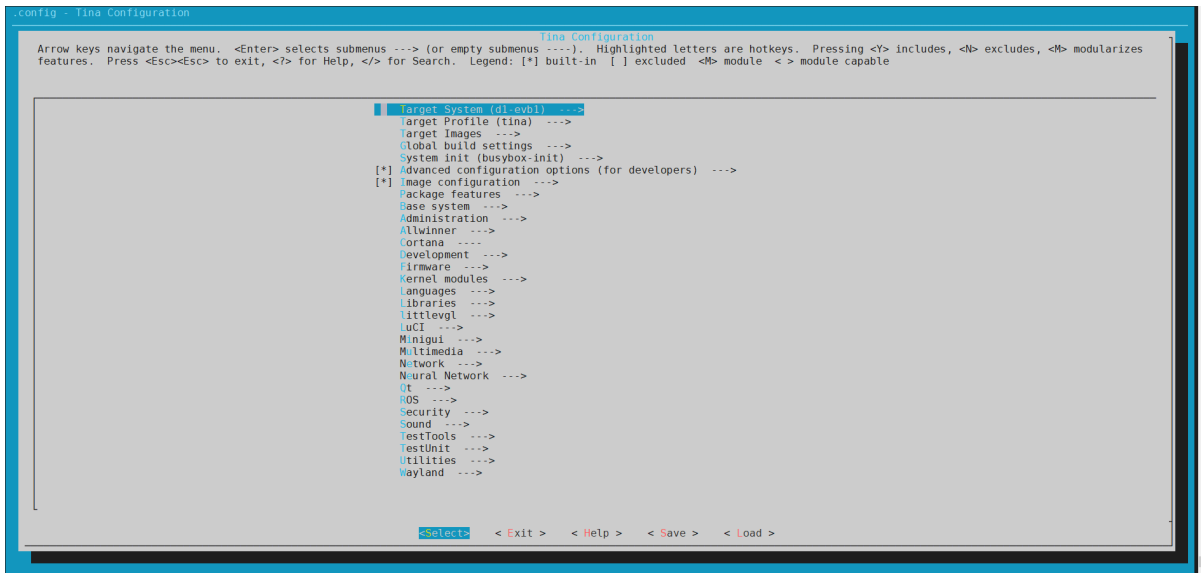 .config - Tina Configuration
Tina Configuration
Arrow keys navigate the menu.  <Enter> selects submenus ---> (or empty submenus ----).  Highlighted letters are hotkeys.  Pressing <Y> includes, <N> excludes, <M> modularizes
features.  Press <Esc><Esc> to exit, <?> for Help, </> for Search.  Legend: [*] built-in  [ ] excluded  <M> module  < > module capable
Target System (d1-evb1)  --->
Target Profile (tina)  --->
Target Images  --->
Global build settings  --->
System init (busybox-init)  --->
[*] Advanced configuration options (for developers)  --->
[*] Image configuration  --->
Package features  --->
Base system  --->
Administration  --->
Allwinner  --->
Cortana  ----
Development  --->
Firmware  --->
Kernel modules  --->
Languages  --->
Libraries  --->
littlevgl  --->
LuCI  --->
Minigui  --->
Multimedia  --->
Network  --->
Neural Network  --->
Qt  --->
ROS  --->
Security  --->
Sound  --->
TestTools  --->
TestUnit  --->
Utilities  --->
Wayland  --->
<Select>    < Exit >    < Help >    < Save >    < Load >